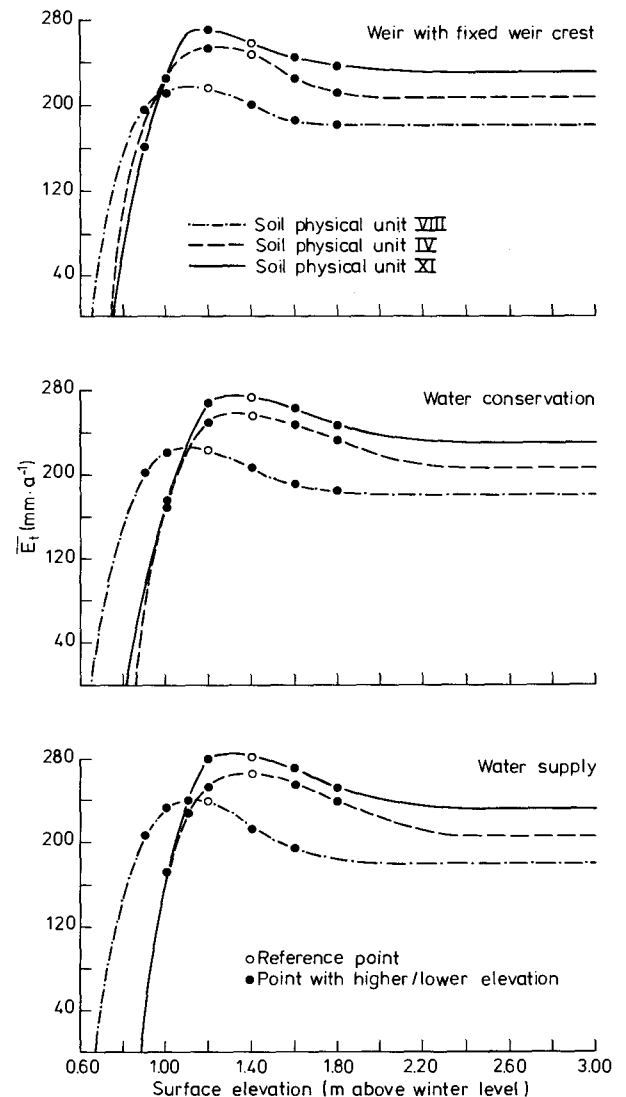 280
Weir with fixed weir crest
200
120
Soil physical unit VIII
Soil physical unit IV
Soil physical unit XI
40
280
Water conservation
200
120
40
E̅t (mm·a⁻¹)
280
Water supply
200
120
Reference point
Point with higher/lower elevation
40
0.60 1.00 1.40 1.80 2.20 2.60 3.00
Surface elevation (m above winter level)